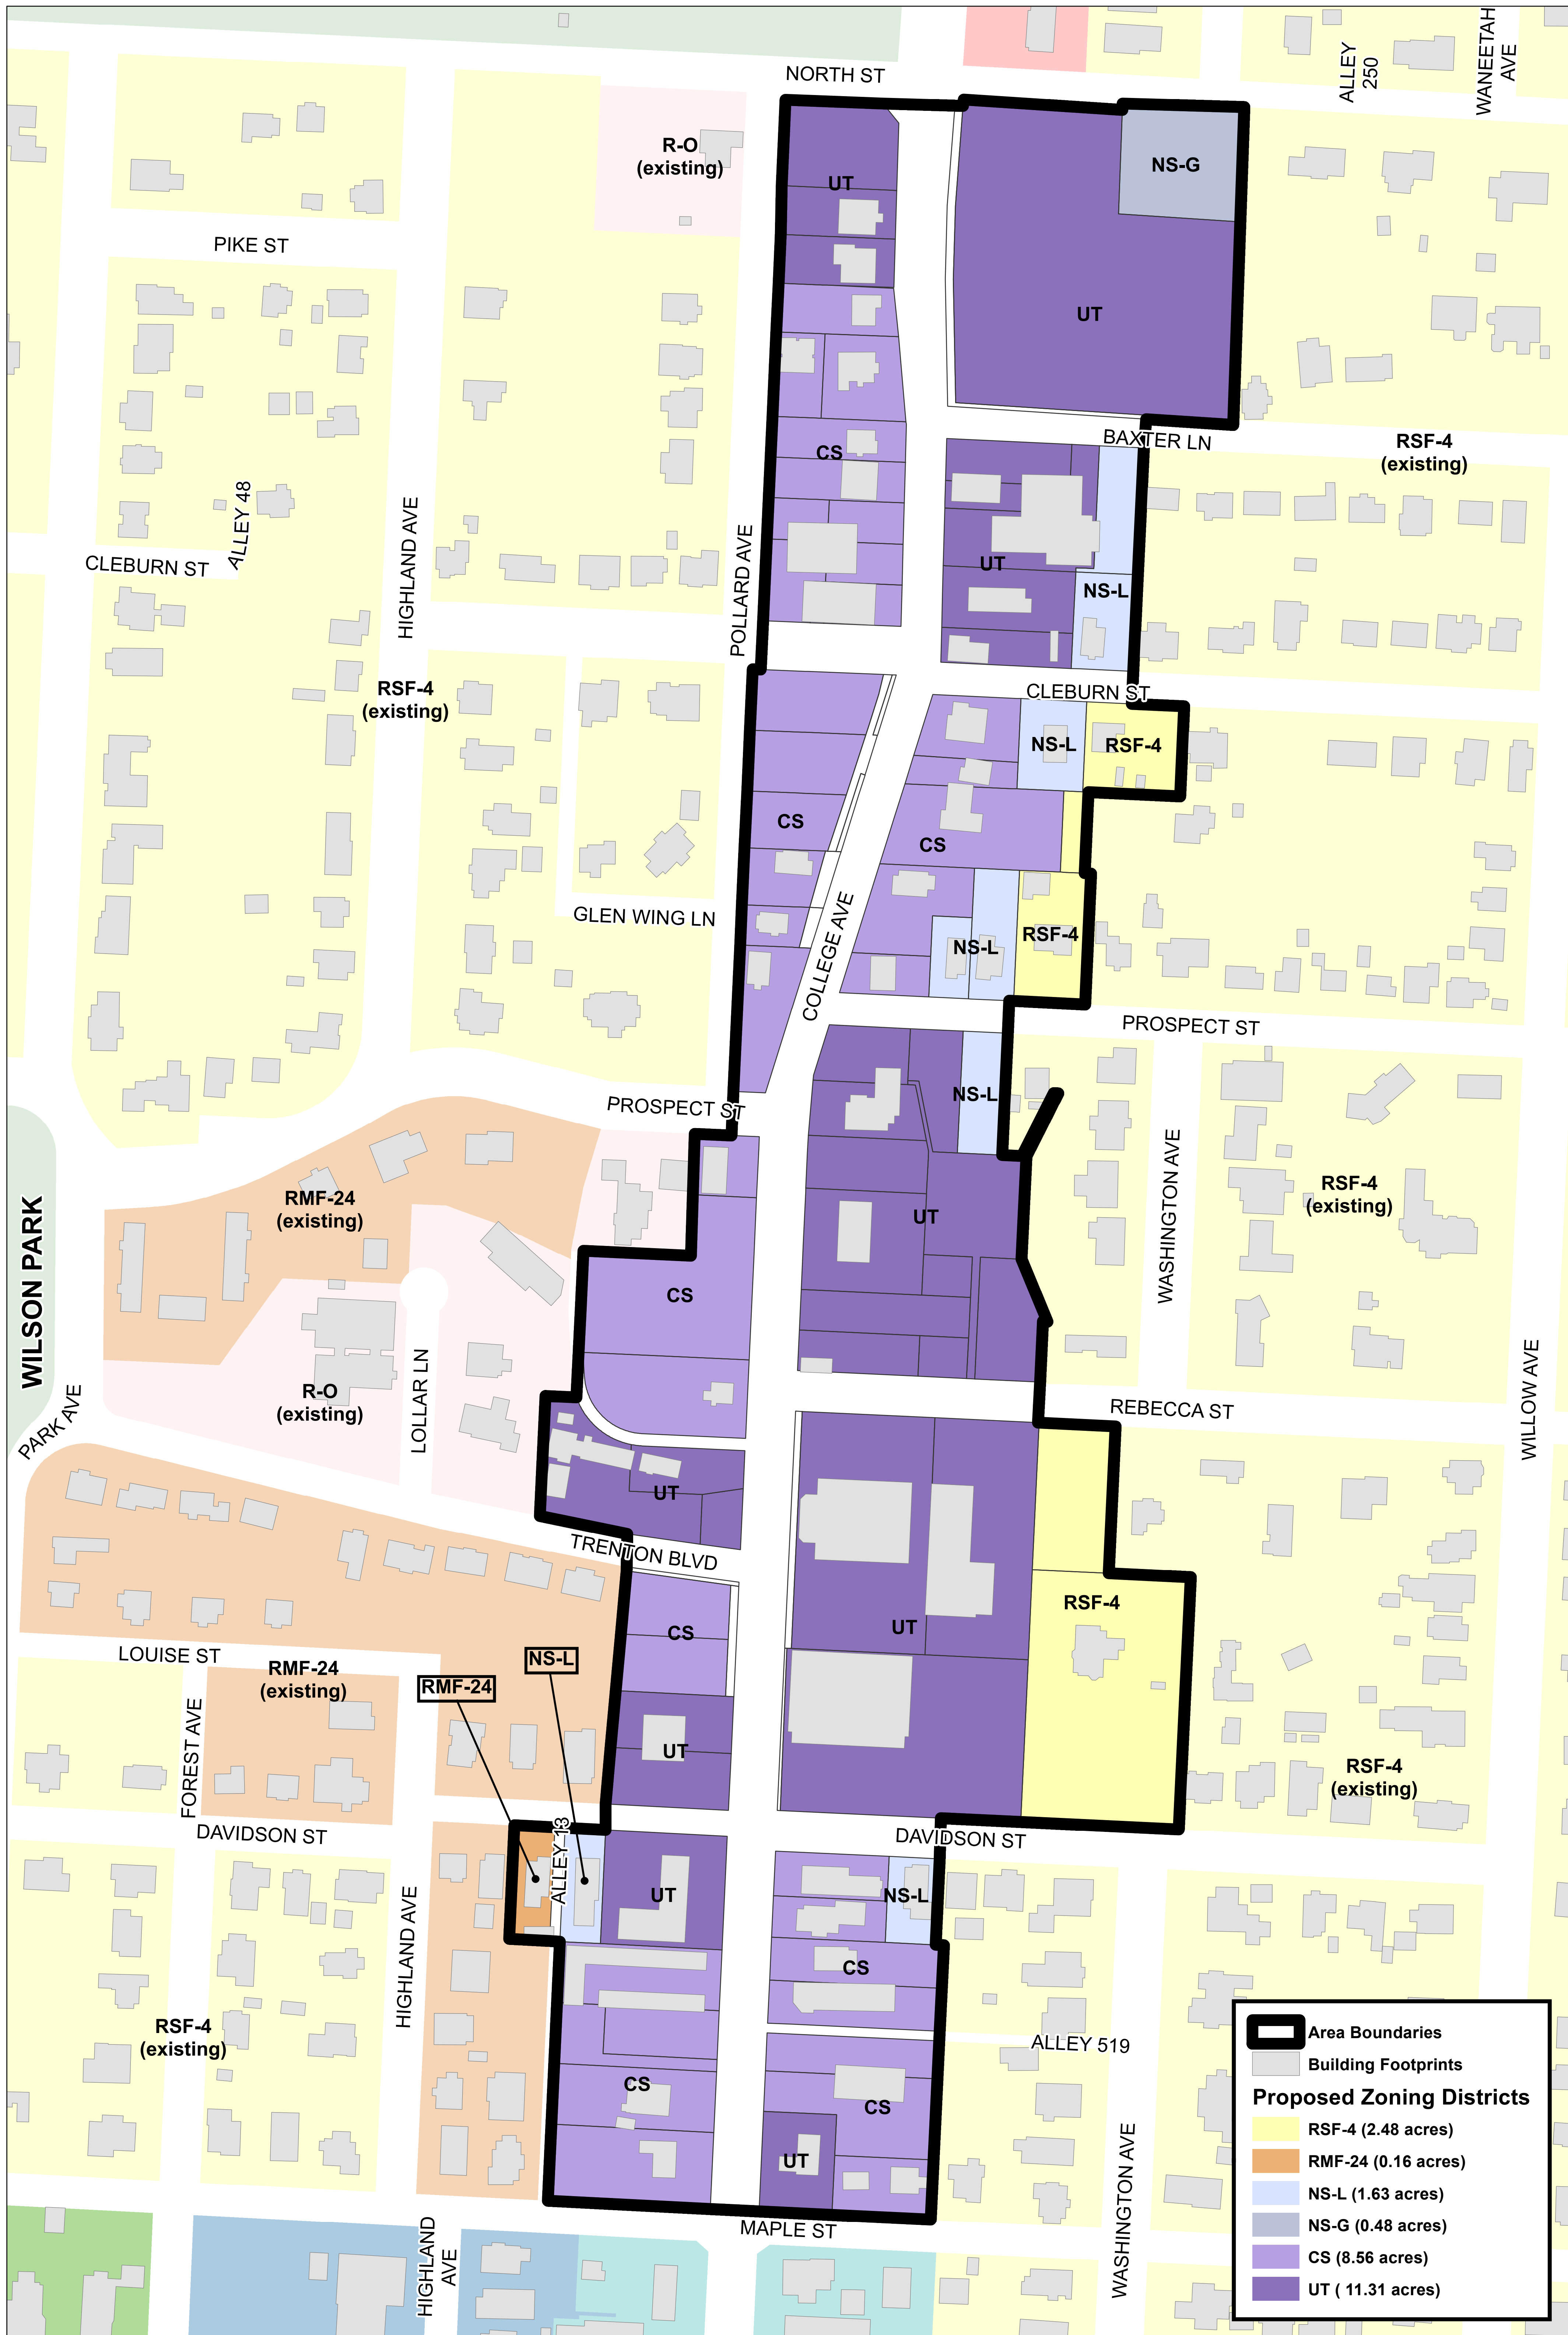 NORTH ST
ALLEY
250
WANEETAH
AVE
R-O
(existing)
UT
NS-G
PIKE ST
UT
BAXTER LN
RSF-4
(existing)
CS
ALLEY 48
HIGHLAND AVE
POLLARD AVE
CLEBURN ST
UT
NS-L
RSF-4
(existing)
CLEBURN ST
NS-L
RSF-4
CS
CS
GLEN WING LN
COLLEGE AVE
NS-L
RSF-4
PROSPECT ST
NS-L
PROSPECT ST
RMF-24
(existing)
WASHINGTON AVE
RSF-4
(existing)
UT
WILSON PARK
CS
R-O
(existing)
LOLLAR LN
PARK AVE
WILLOW AVE
REBECCA ST
UT
TRENTON BLVD
RSF-4
UT
CS
LOUISE ST
NS-L
RMF-24
(existing)
RMF-24
FOREST AVE
UT
RSF-4
(existing)
DAVIDSON ST
DAVIDSON ST
ALLEY 13
UT
NS-L
HIGHLAND AVE
CS
RSF-4
(existing)
ALLEY 519
CS
CS
UT
WASHINGTON AVE
MAPLE ST
HIGHLAND
AVE
Area Boundaries
Building Footprints
Proposed Zoning Districts
RSF-4 (2.48 acres)
RMF-24 (0.16 acres)
NS-L (1.63 acres)
NS-G (0.48 acres)
CS (8.56 acres)
UT ( 11.31 acres)